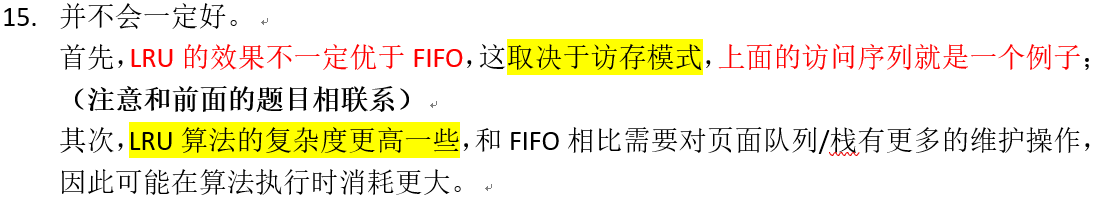 15. 并不会一定好。
首先,LRU 的效果不一定优于 FIFO,这取决于访存模式,上面的访问序列就是一个例子;
（注意和前面的题目相联系）
其次,LRU 算法的复杂度更高一些,和 FIFO 相比需要对页面队列/栈有更多的维护操作,
因此可能在算法执行时消耗更大。